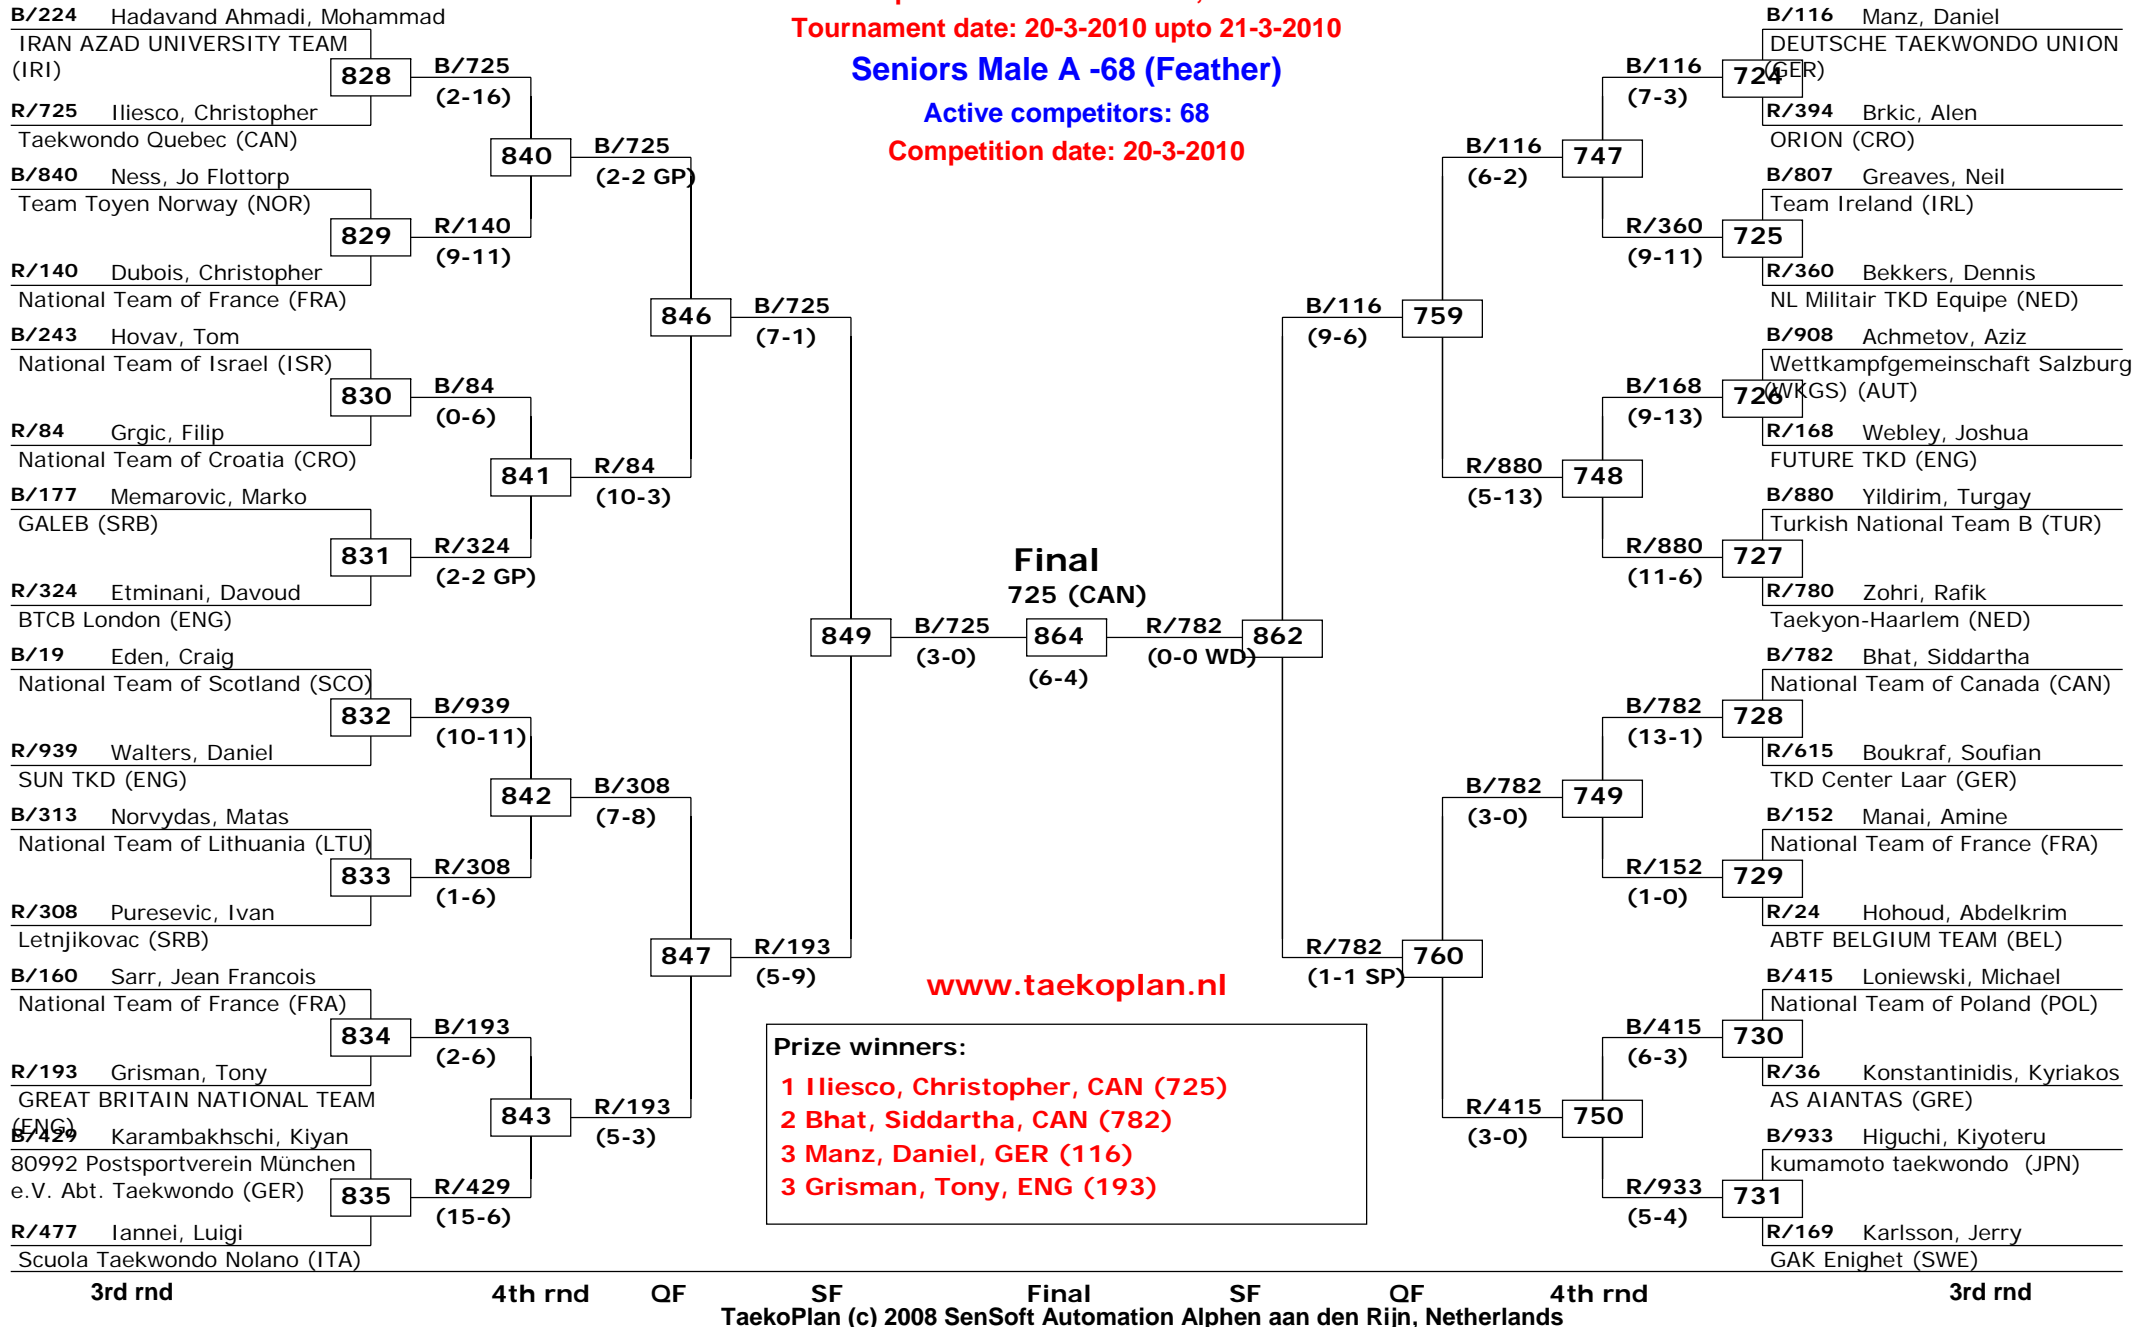 Tournament date: 20-3-2010 upto 21-3-2010
Seniors Male A -68 (Feather)
Active competitors: 68
Competition date: 20-3-2010
B/224 Hadavand Ahmadi, Mohammad
IRAN AZAD UNIVERSITY TEAM
(IRI)
828
R/725 Iliesco, Christopher
Taekwondo Quebec (CAN)
B/840 Ness, Jo Flottorp
Team Toyen Norway (NOR)
829
R/140 Dubois, Christopher
National Team of France (FRA)
B/243 Hovav, Tom
National Team of Israel (ISR)
830
R/84 Grgic, Filip
National Team of Croatia (CRO)
B/177 Memarovic, Marko
GALEB (SRB)
831
R/324 Etminani, Davoud
BTCB London (ENG)
B/19 Eden, Craig
National Team of Scotland (SCO)
832
R/939 Walters, Daniel
SUN TKD (ENG)
B/313 Norvydas, Matas
National Team of Lithuania (LTU)
833
R/308 Puresevic, Ivan
Letnjikovac (SRB)
B/160 Sarr, Jean Francois
National Team of France (FRA)
834
R/193 Grisman, Tony
GREAT BRITAIN NATIONAL TEAM
(ENG)
B/429 Karambakhschi, Kiyan
80992 Postsportverein München
e.V. Abt. Taekwondo (GER)
835
R/477 Iannei, Luigi
Scuola Taekwondo Nolano (ITA)
B/725
(2-16)
840
R/140
(9-11)
B/84
(0-6)
841
R/324
(2-2 GP)
B/939
(10-11)
842
R/308
(1-6)
B/193
(2-6)
843
R/429
(15-6)
B/725
(2-2 GP)
846
R/84
(10-3)
B/308
(7-8)
847
R/193
(5-3)
B/725
(7-1)
849
R/193
(5-9)
B/725
(3-0)
Final
725 (CAN)
864
(6-4)
R/782
(0-0 WD)
862
B/116
(9-6)
759
R/782
(1-1 SP)
760
B/116
(6-2)
747
R/880
(5-13)
748
B/782
(3-0)
749
R/415
(3-0)
750
B/116
(7-3)
R/360
(9-11)
B/168
(9-13)
R/880
(11-6)
B/782
(13-1)
R/152
(1-0)
B/415
(6-3)
R/933
(5-4)
B/116 Manz, Daniel
DEUTSCHE TAEKWONDO UNION
(GER)
724
R/394 Brkic, Alen
ORION (CRO)
B/807 Greaves, Neil
Team Ireland (IRL)
725
R/360 Bekkers, Dennis
NL Militair TKD Equipe (NED)
B/908 Achmetov, Aziz
Wettkampfgemeinschaft Salzburg
(WKGS) (AUT)
726
R/168 Webley, Joshua
FUTURE TKD (ENG)
B/880 Yildirim, Turgay
Turkish National Team B (TUR)
727
R/780 Zohri, Rafik
Taekyon-Haarlem (NED)
B/782 Bhat, Siddartha
National Team of Canada (CAN)
728
R/615 Boukraf, Soufian
TKD Center Laar (GER)
B/152 Manai, Amine
National Team of France (FRA)
729
R/24 Hohoud, Abdelkrim
ABTF BELGIUM TEAM (BEL)
B/415 Loniewski, Michael
National Team of Poland (POL)
730
R/36 Konstantinidis, Kyriakos
AS AIANTAS (GRE)
B/933 Higuchi, Kiyoteru
kumamoto taekwondo (JPN)
731
R/169 Karlsson, Jerry
GAK Enighet (SWE)
www.taekoplan.nl
Prize winners:
1 Iliesco, Christopher, CAN (725)
2 Bhat, Siddartha, CAN (782)
3 Manz, Daniel, GER (116)
3 Grisman, Tony, ENG (193)
3rd rnd 4th rnd QF SF Final SF QF 4th rnd 3rd rnd
TaekoPlan (c) 2008 SenSoft Automation Alphen aan den Rijn, Netherlands